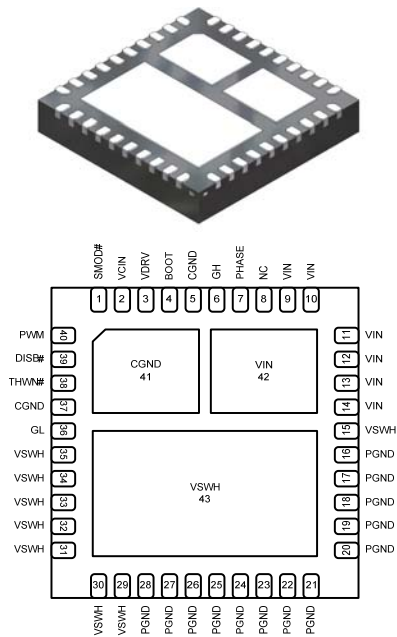 SMOD#
VCIN
VDRV
BOOT
CGND
GH
PHASE
NC
VIN
VIN
1 2 3 4 5 6 7 8 9 10
PWM 40 11 VIN
DISB# 39 CGND 41 VIN 42 12 VIN
THWN# 38 13 VIN
CGND 37 14 VIN
GL 36 15 VSWH
VSWH 35 16 PGND
VSWH 34 17 PGND
VSWH 33 VSWH 43 18 PGND
VSWH 32 19 PGND
VSWH 31 20 PGND
30 29 28 27 26 25 24 23 22 21
VSWH
VSWH
PGND
PGND
PGND
PGND
PGND
PGND
PGND
PGND